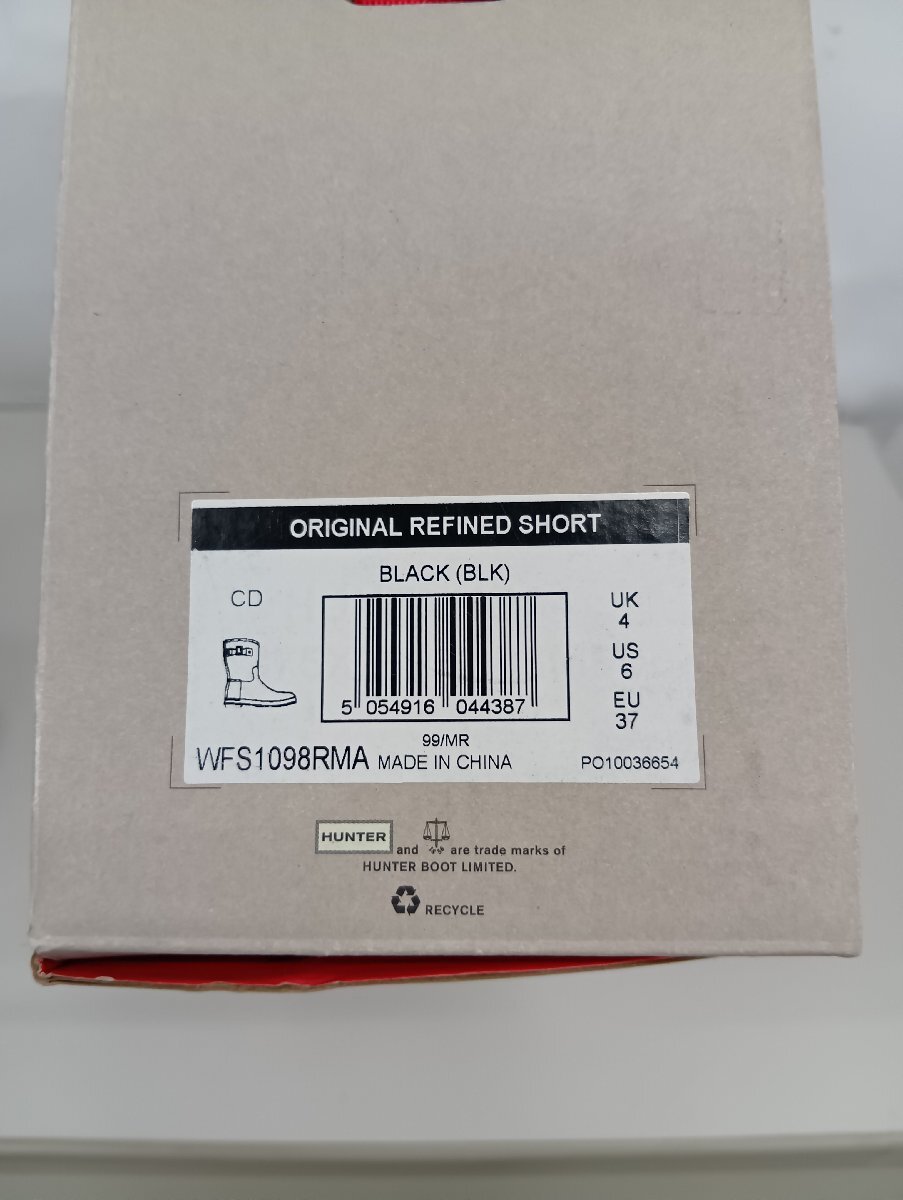 ORIGINAL REFINED SHORT
BLACK (BLK)
CD
UK
4
US
6
EU
37
5 054916 044387
99/MR
WFS1098RMA MADE IN CHINA PO10036654
HUNTER and are trade marks of
HUNTER BOOT LIMITED.
RECYCLE